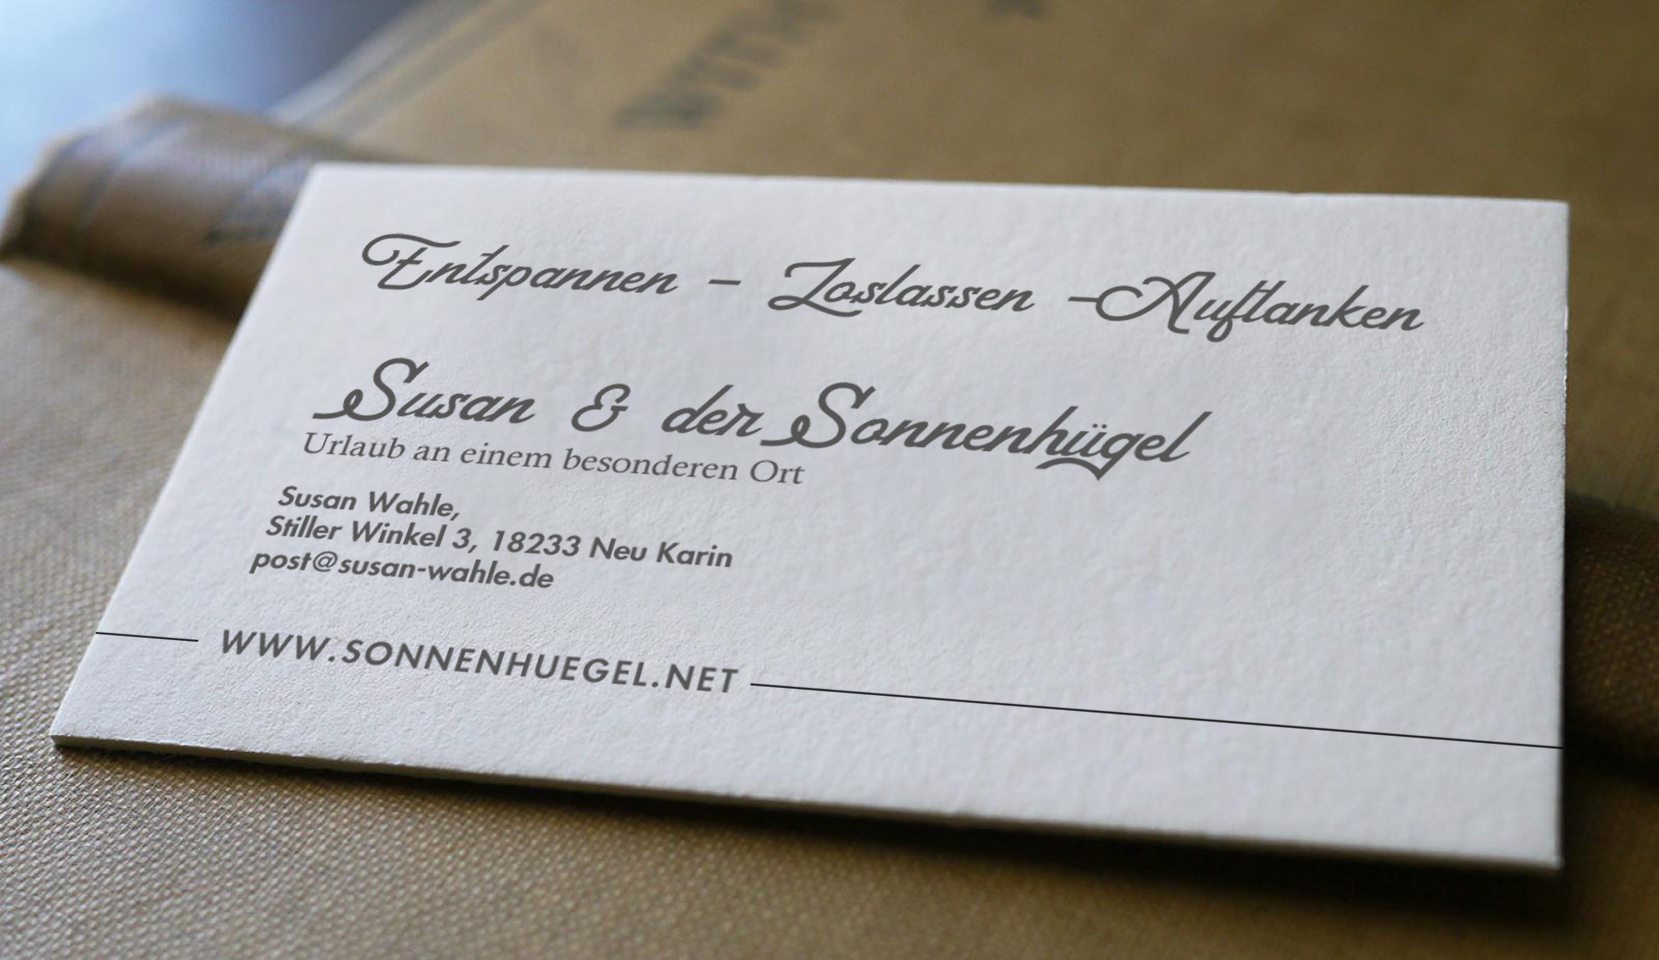 Entspannen – Loslassen – Auftanken
Susan & der Sonnenhügel
Urlaub an einem besonderen Ort
Susan Wahle,
Stiller Winkel 3, 18233 Neu Karin
post@susan-wahle.de
WWW.SONNENHUEGEL.NET